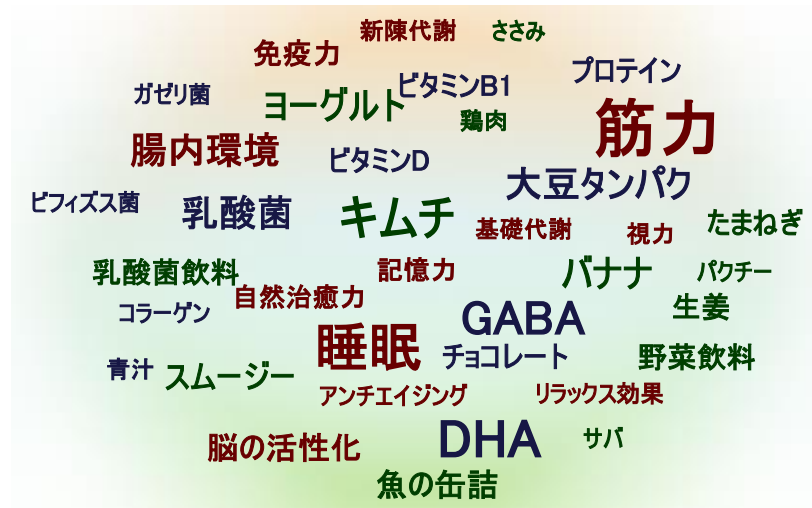 新陳代謝
ささみ
免疫力
プロテイン
ビタミンB1
ガゼリ菌
ヨーグルト
鶏肉
筋力
腸内環境
ビタミンD
大豆タンパク
ビフィズス菌
乳酸菌
キムチ
基礎代謝
視力
たまねぎ
乳酸菌飲料
記憶力
バナナ
パクチー
自然治癒力
コラーゲン
生姜
GABA
睡眠
チョコレート
野菜飲料
青汁
スムージー
アンチエイジング
リラックス効果
脳の活性化
DHA
サバ
魚の缶詰